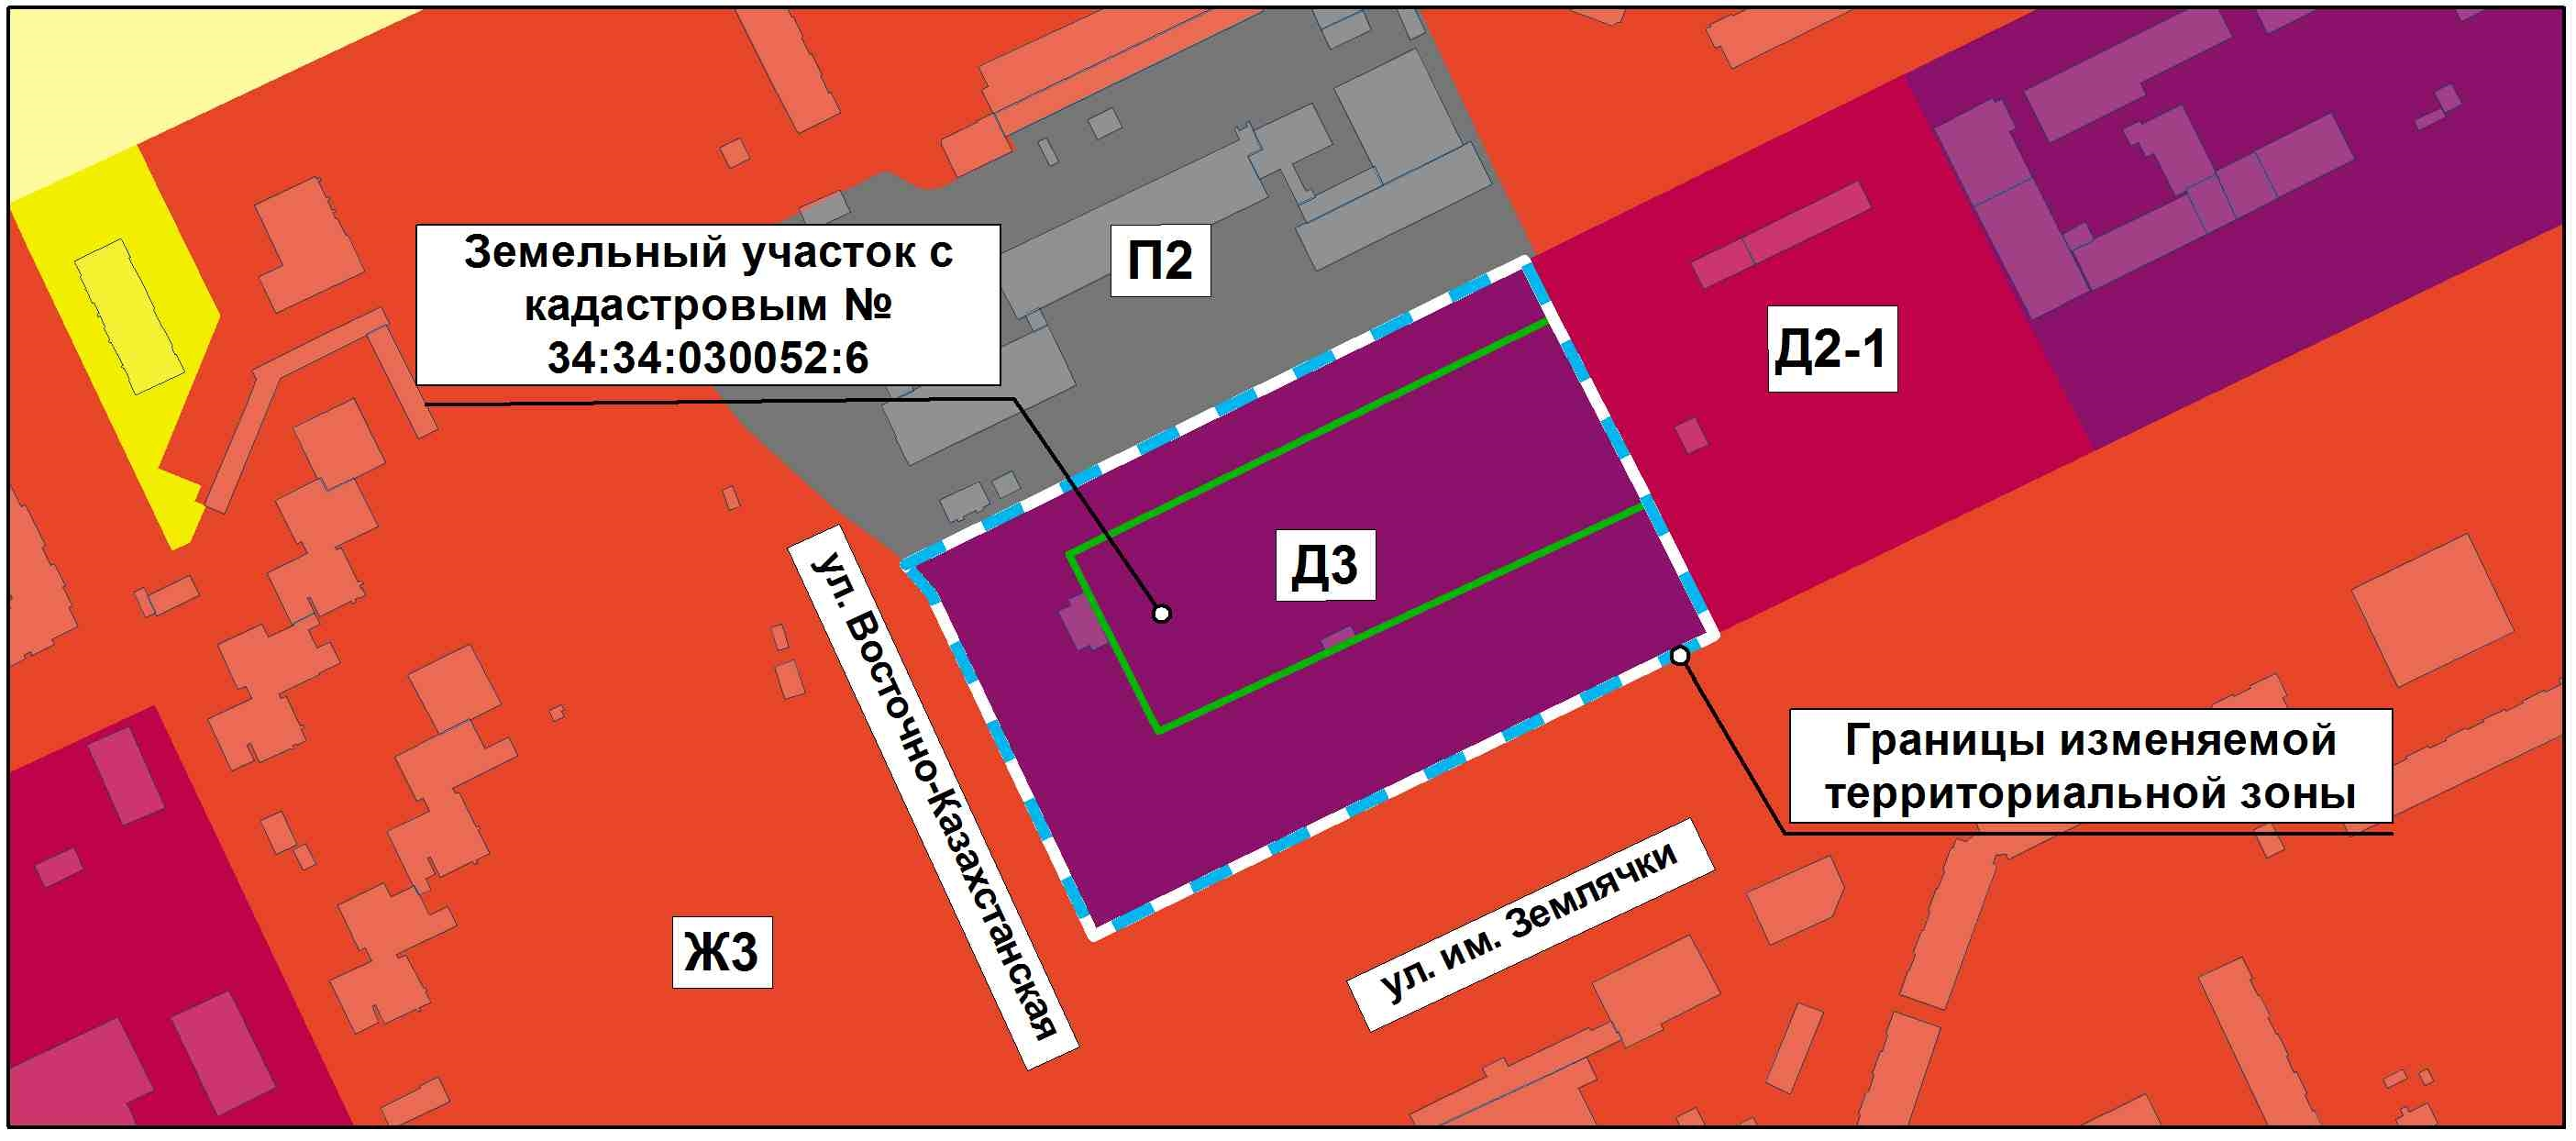 Земельный участок с
кадастровым №
34:34:030052:6
П2
Д2-1
Д3
ул. Восточно-Казахстанская
Границы изменяемой
территориальной зоны
ул. им. Землячки
Ж3